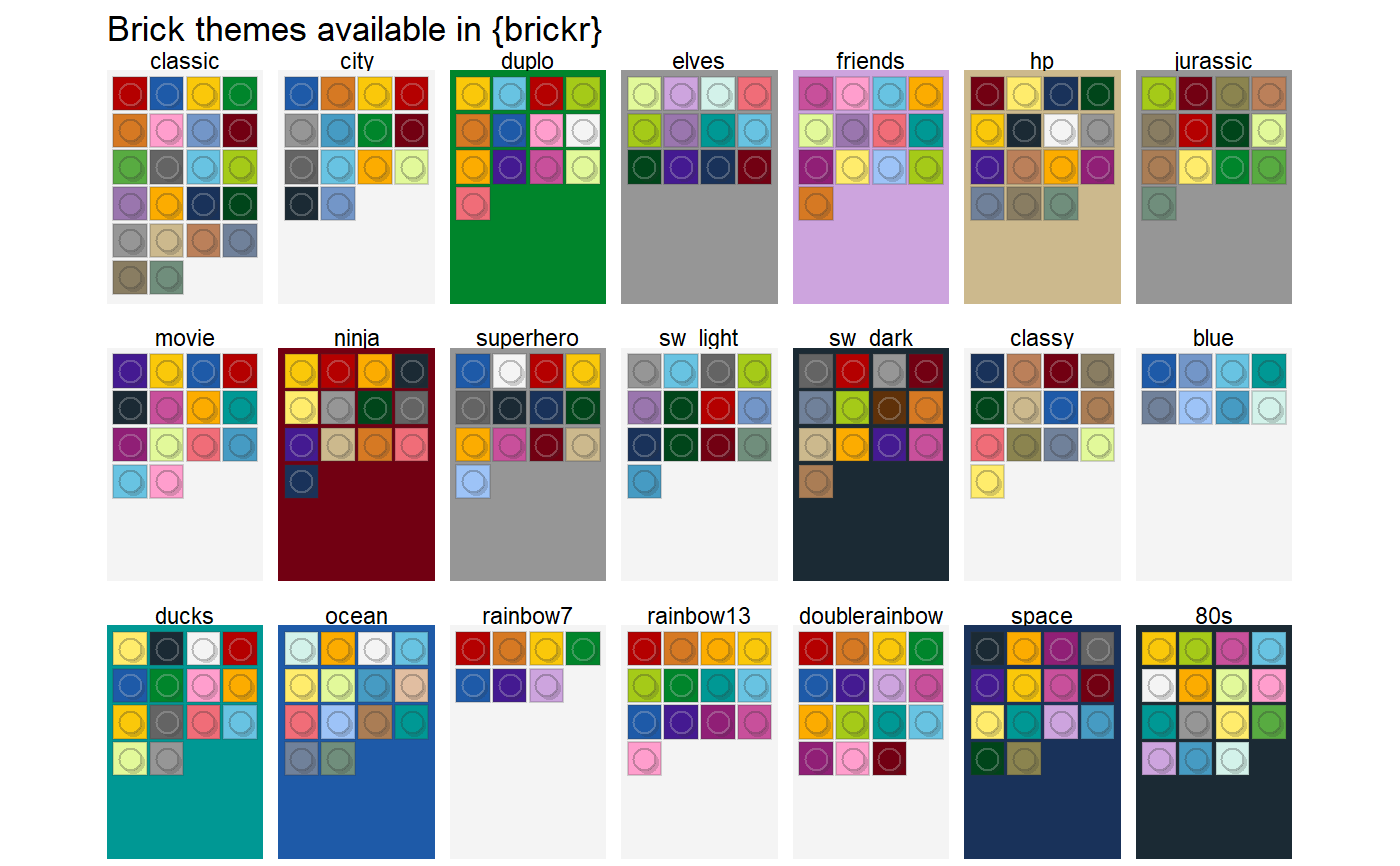 Brick themes available in {brickr}
classic city duplo elves friends hp jurassic
movie ninja superhero sw_light sw_dark classy blue
ducks ocean rainbow7 rainbow13 doublerainbow space 80s